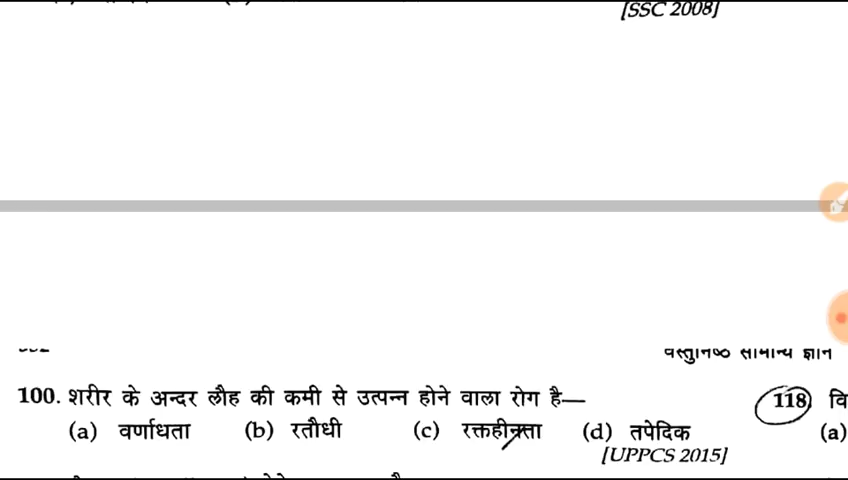 [SSC 2008]
वस्तुनिष्ठ सामान्य ज्ञान
100. शरीर के अन्दर लौह की कमी से उत्पन्न होने वाला रोग है—
(a) वर्णांधता (b) रतौधी (c) रक्तहीनता (d) तपेदिक
[UPPCS 2015]
118 वि
(a)